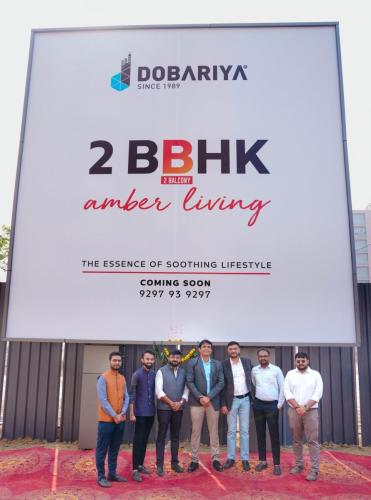 DOBARIYA®
SINCE 1989
2 BBHK
2 BALCONY
amber living
THE ESSENCE OF SOOTHING LIFESTYLE
COMING SOON
9297 93 9297